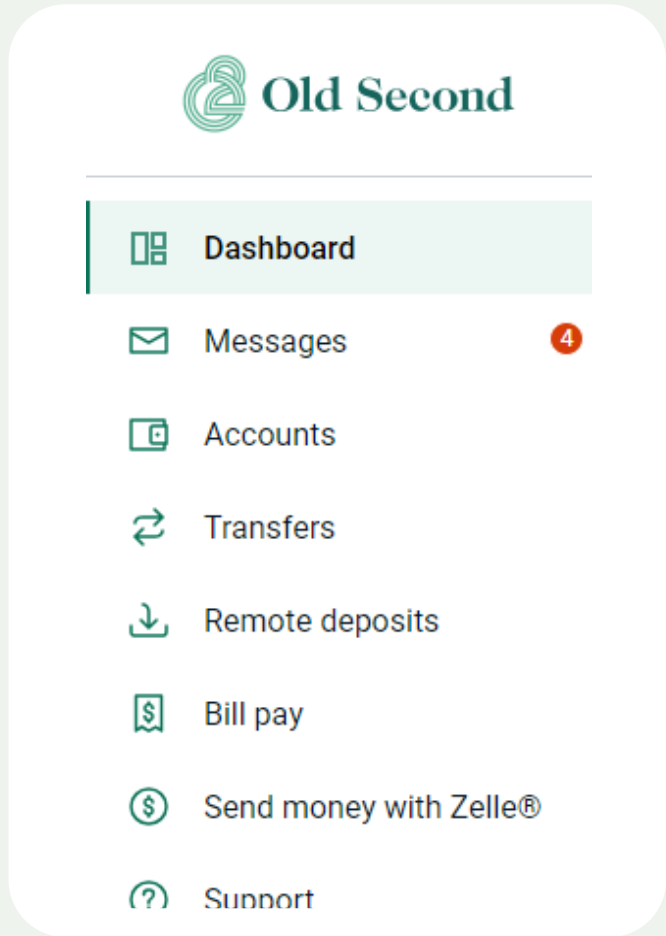 Old Second
Dashboard
Messages
4
Accounts
Transfers
Remote deposits
Bill pay
Send money with Zelle®
Support